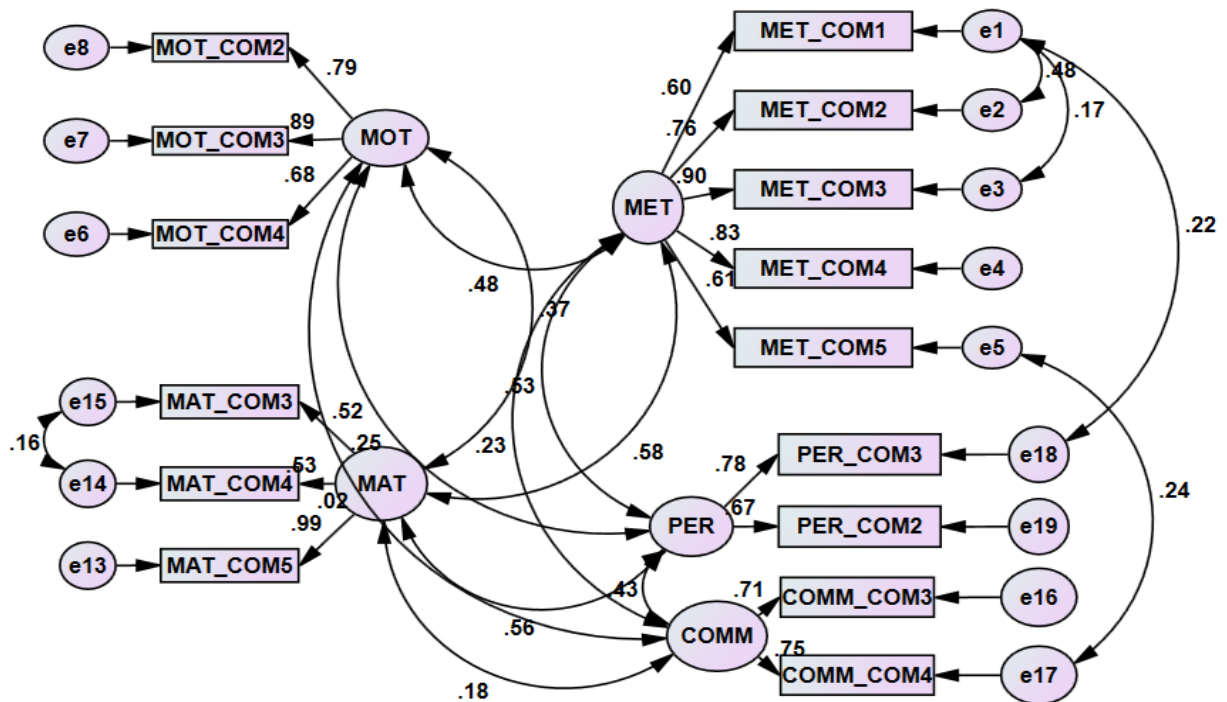 e8
MOT_COM2
.79
e7
MOT_COM3
.89
MOT
.68
e6
MOT_COM4
MET_COM1
e1
.60
.48
MET_COM2
e2
.76
.17
MET_COM3
e3
.90
MET
.83
MET_COM4
e4
.61
.22
MET_COM5
e5
.48
.37
.53
.58
.23
e15
MAT_COM3
.52
.25
.16
e14
MAT_COM4
.53
MAT
.02
.99
e13
MAT_COM5
.78
PER_COM3
e18
.24
PER
.67
PER_COM2
e19
.43
.71
COMM_COM3
e16
.56
COMM
.75
COMM_COM4
e17
.18